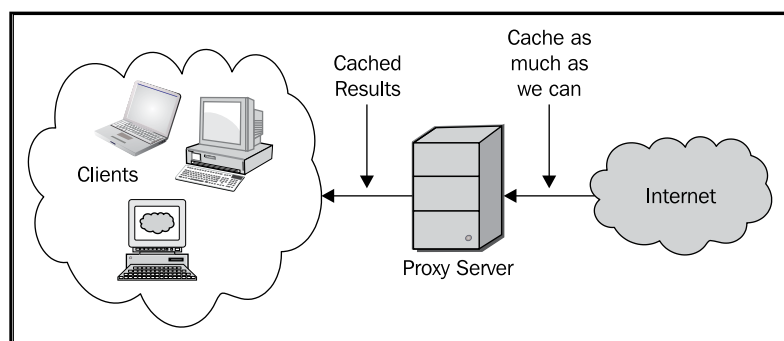 Cached
Results
Cache as
much as
we can
Clients
Internet
Proxy Server